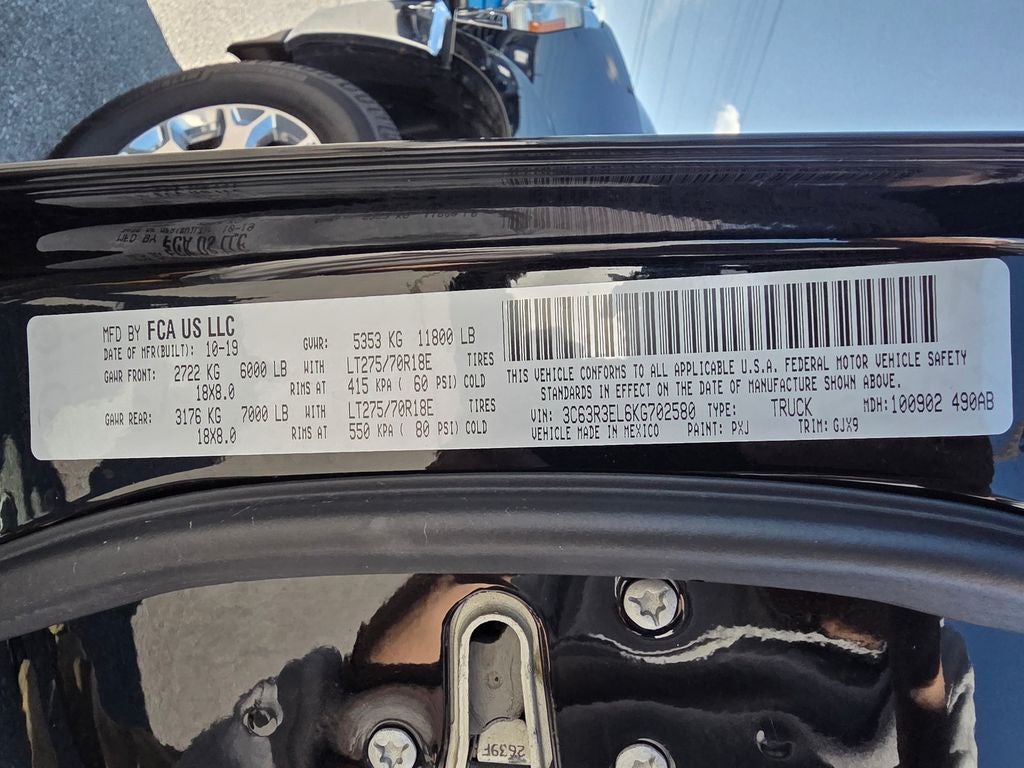 MFD BY FCA US LLC
DATE OF MFR(BUILT): 10-19 GVWR: 5353 KG 11800 LB
GAWR FRONT: 2722 KG 6000 LB WITH LT275/70R18E TIRES
18X8.0 RIMS AT 415 KPA ( 60 PSI) COLD
GAWR REAR: 3176 KG 7000 LB WITH LT275/70R18E TIRES
18X8.0 RIMS AT 550 KPA ( 80 PSI) COLD
THIS VEHICLE CONFORMS TO ALL APPLICABLE U.S.A. FEDERAL MOTOR VEHICLE SAFETY
STANDARDS IN EFFECT ON THE DATE OF MANUFACTURE SHOWN ABOVE.
VIN: 3C63R3EL6KG702580 TYPE: TRUCK MDH:100902 490AB
VEHICLE MADE IN MEXICO PAINT: PXJ TRIM: GJX9
2639F